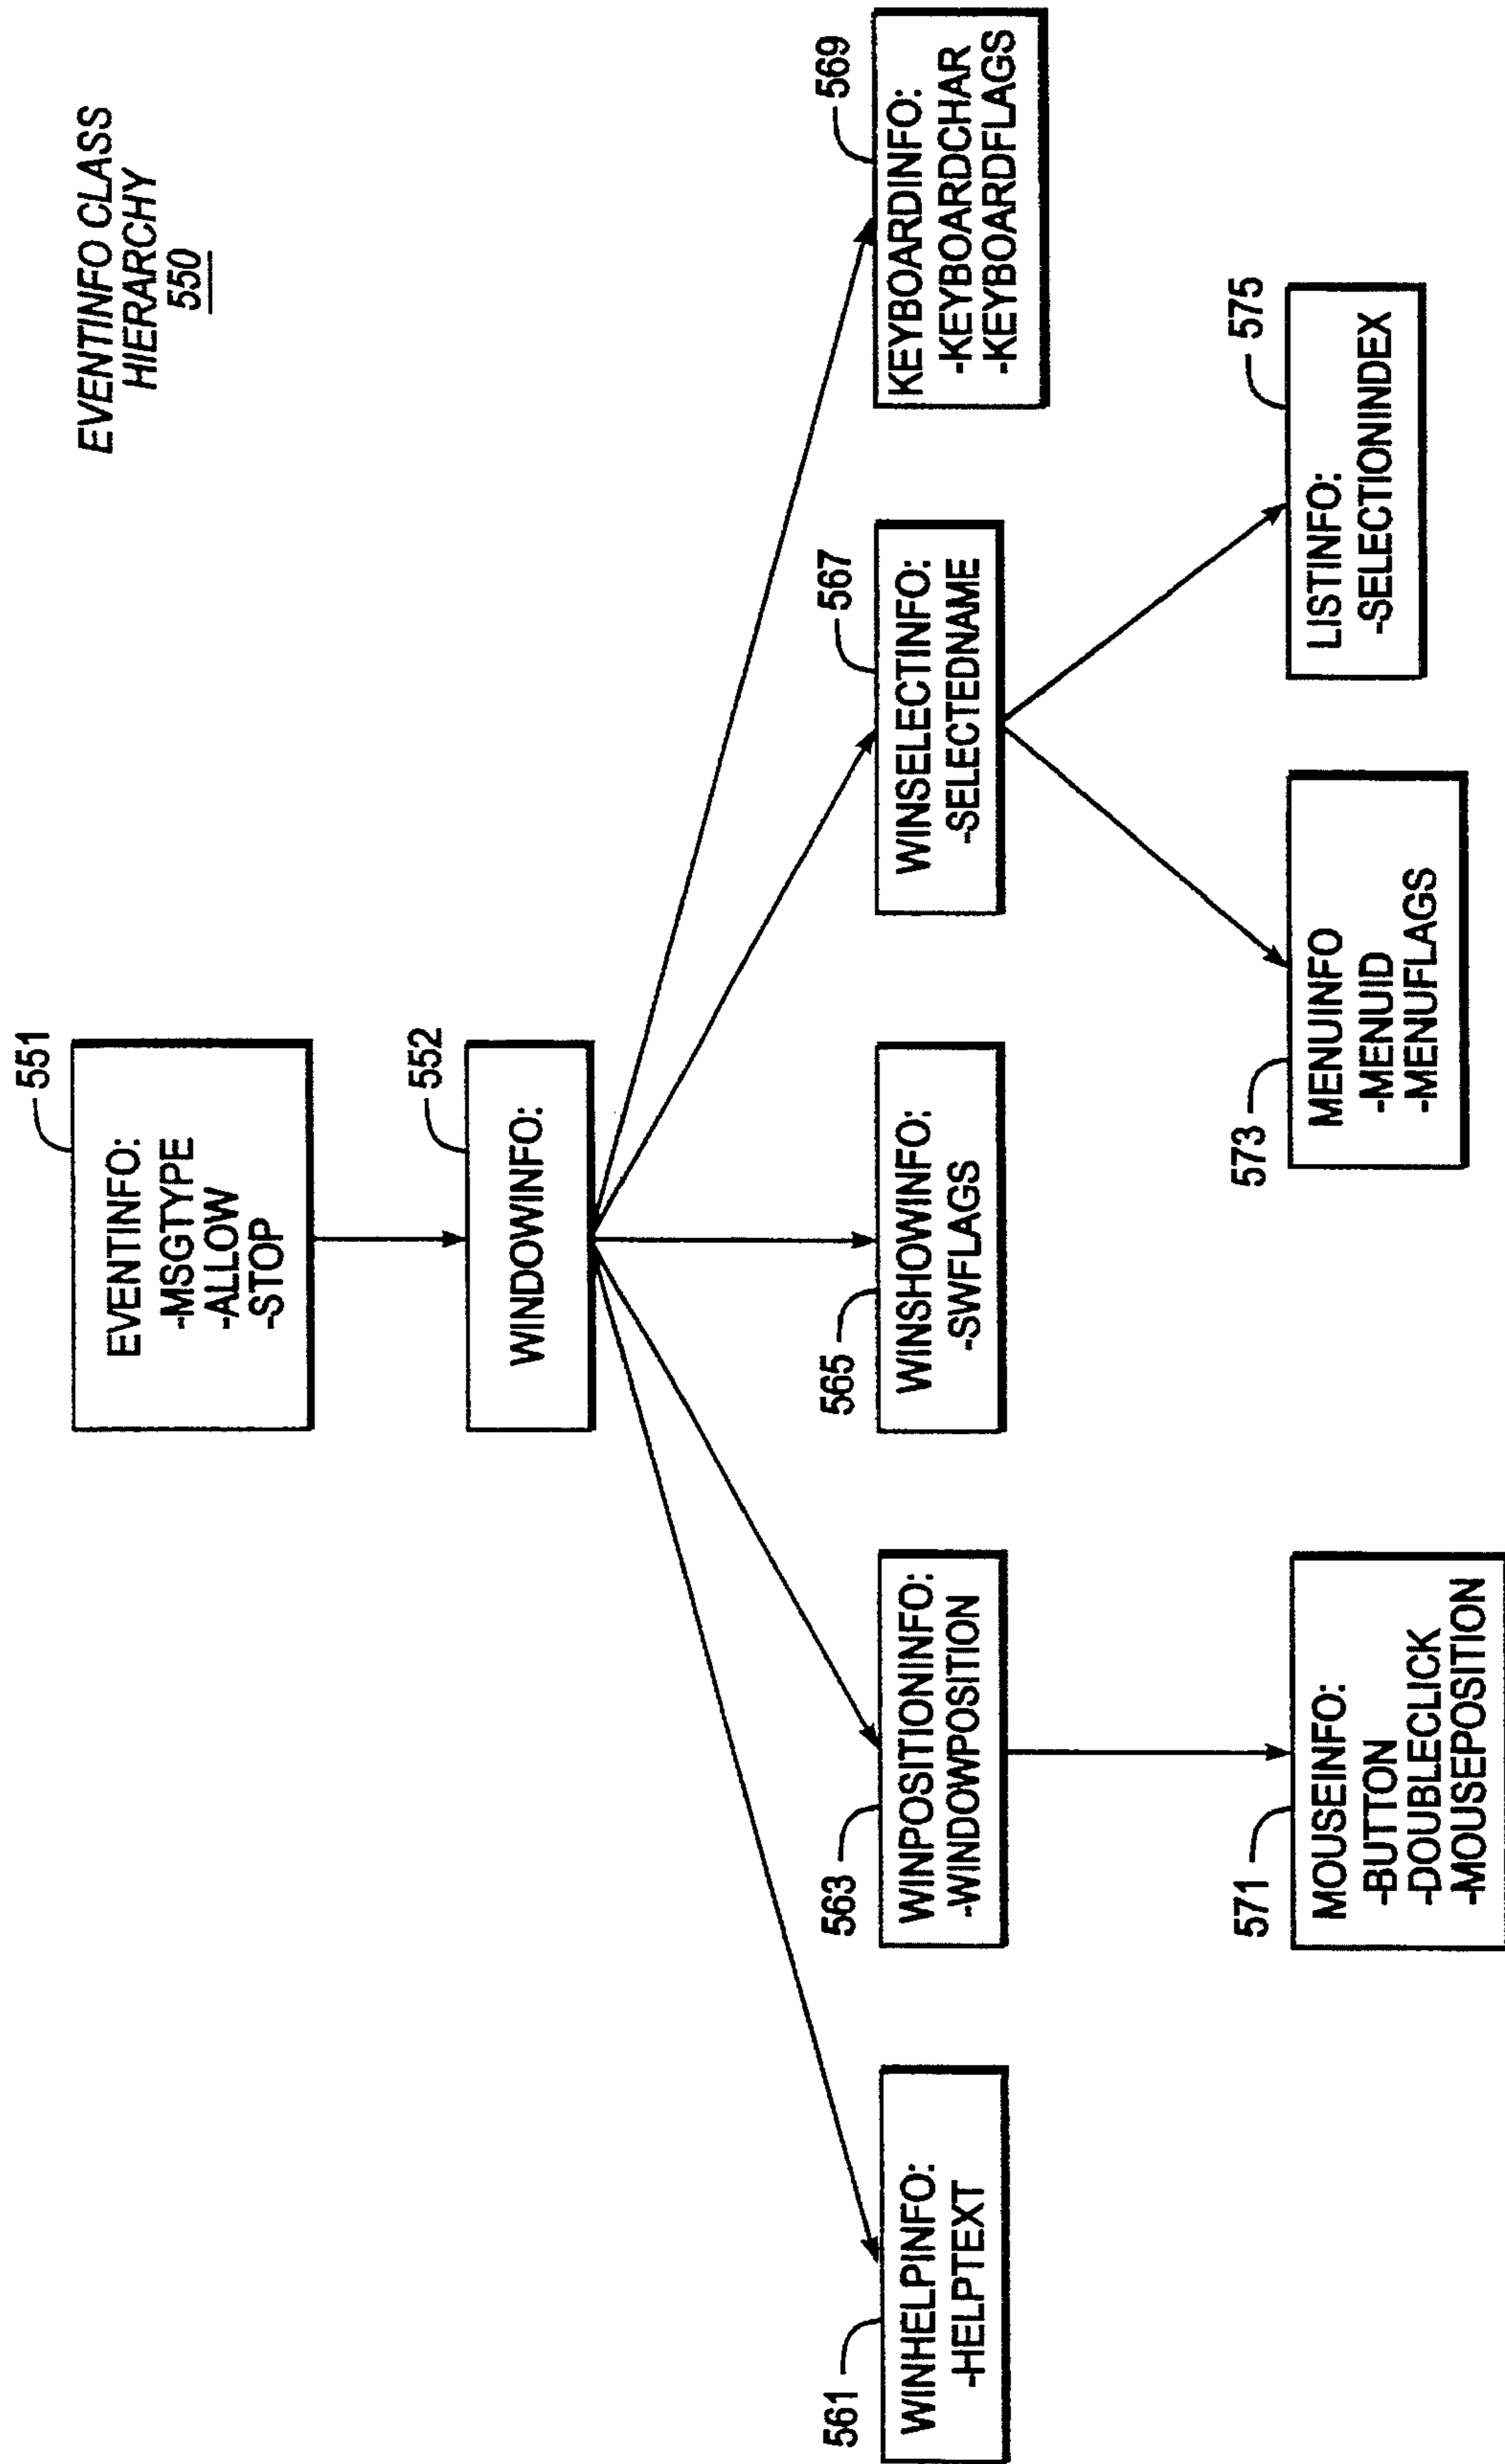 EVENTINFO CLASS
HIERARCHY
550
551
EVENTINFO:
-MSGTYPE
-ALLOW
-STOP
552
WINDOWINFO:
561
WINHELPINFO:
-HELPTEXT
563
WINPOSITIONINFO:
-WINDOWPOSITION
565
WINSHOWINFO:
-SWFLAGS
567
WINSELECTINFO:
-SELECTEDNAME
569
KEYBOARDINFO:
-KEYBOARDCHAR
-KEYBOARDFLAGS
571
MOUSEINFO:
-BUTTON
-DOUBLECLICK
-MOUSEPOSITION
573
MENUINFO
-MENUID
-MENUFLAGS
575
LISTINFO:
-SELECTIONINDEX